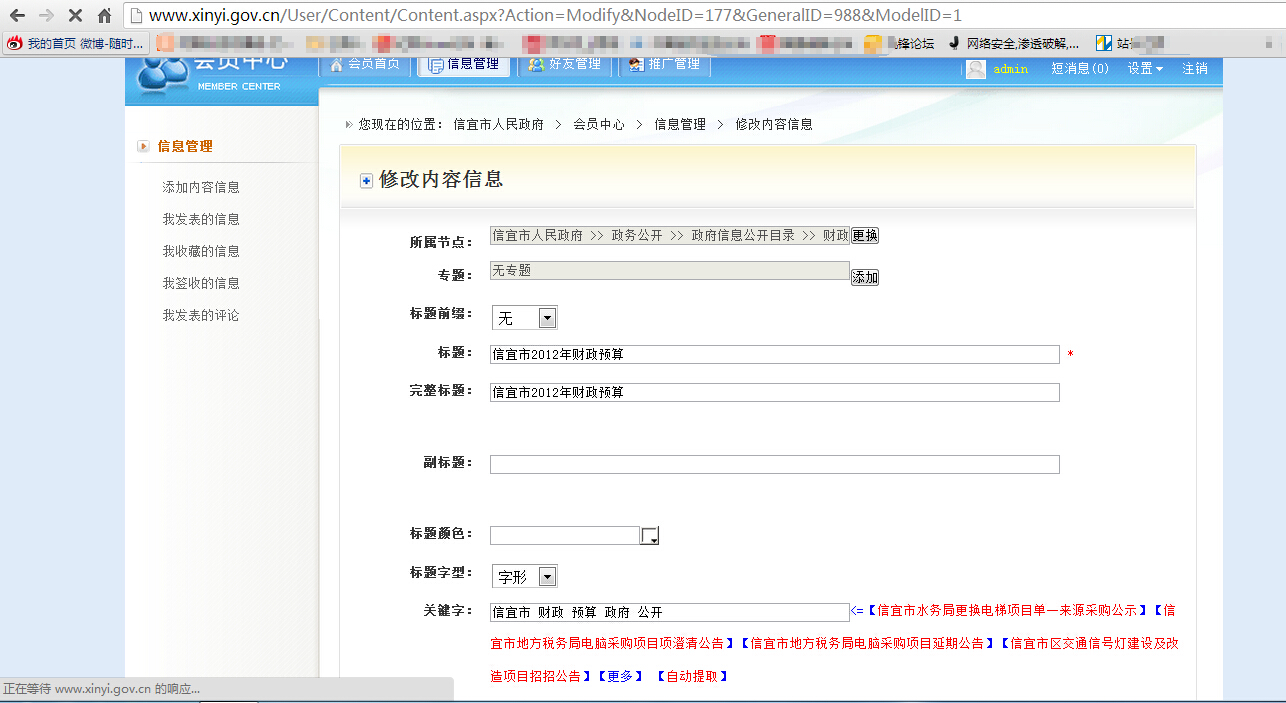 www.xinyi.gov.cn/User/Content/Content.aspx?Action=Modify&NodeID=177&GeneralID=988&ModelID=1
我的首页 微博-随时...
锋论坛
网络安全,渗透破解,...
站长
会员中心
MEMBER CENTER
会员首页
信息管理
好友管理
推广管理
admin
短消息(0)
设置
注销
您现在的位置： 信宜市人民政府 > 会员中心 > 信息管理 > 修改内容信息
信息管理
添加内容信息
我发表的信息
我收藏的信息
我签收的信息
我发表的评论
修改内容信息
所属节点： 信宜市人民政府 >> 政务公开 >> 政府信息公开目录 >> 财政 更换
专题： 无专题 添加
标题前缀： 无
标题： 信宜市2012年财政预算 *
完整标题： 信宜市2012年财政预算
副标题：
标题颜色：
标题字型： 字形
关键字： 信宜市 财政 预算 政府 公开 <=【信宜市水务局更换电梯项目单一来源采购公示】【信
宜市地方税务局电脑采购项目项澄清公告】【信宜市地方税务局电脑采购项目延期公告】【信宜市区交通信号灯建设及改
造项目招招公告】【更多】 【自动提取】
正在等待 www.xinyi.gov.cn 的响应...